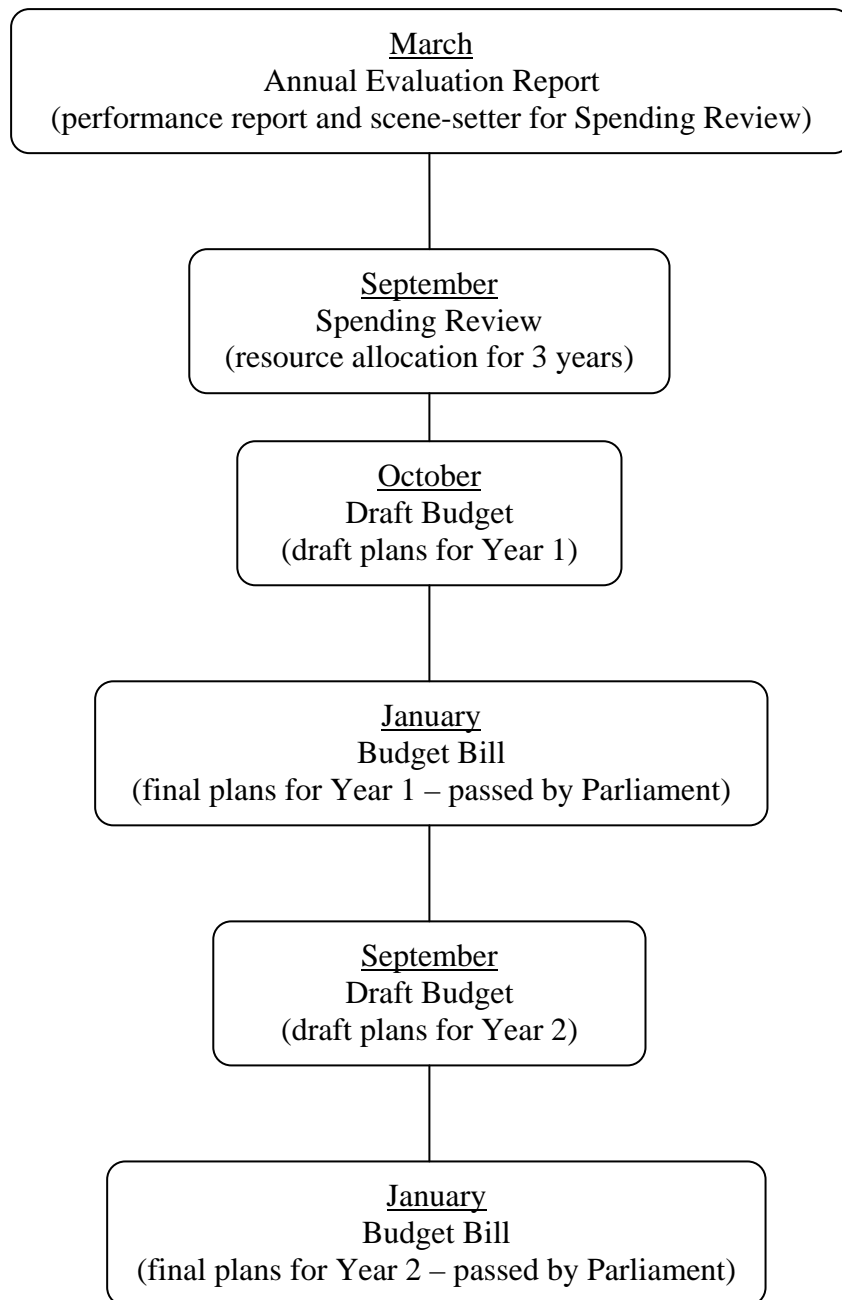 March
Annual Evaluation Report
(performance report and scene-setter for Spending Review)
September
Spending Review
(resource allocation for 3 years)
October
Draft Budget
(draft plans for Year 1)
January
Budget Bill
(final plans for Year 1 – passed by Parliament)
September
Draft Budget
(draft plans for Year 2)
January
Budget Bill
(final plans for Year 2 – passed by Parliament)